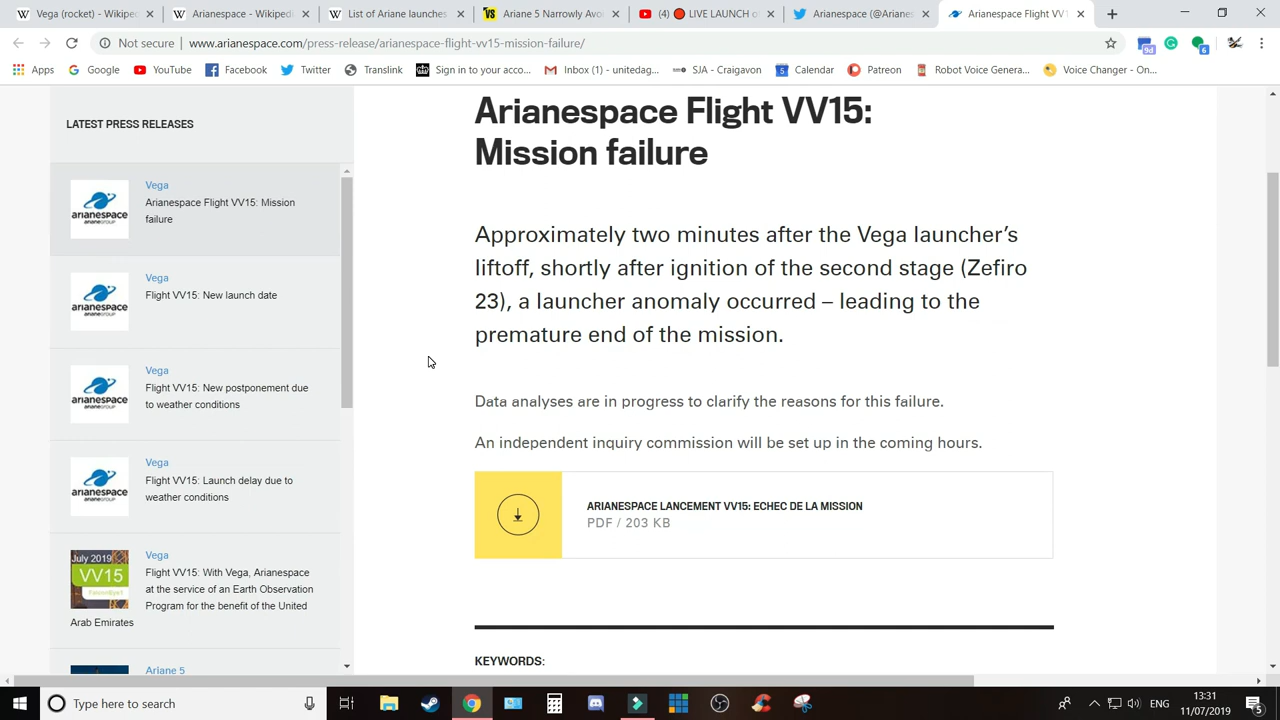 Vega (rocket) - Wikiped
Arianespace - Wikiped
List of Ariane launches
Ariane 5 Narrowly Avo
(4) 🔴 LIVE LAUNCH o
Arianespace (@Arianes
Arianespace Flight VV1
Not secure | www.arianespace.com/press-release/arianespace-flight-vv15-mission-failure/
9d
6
Apps Google YouTube Facebook Twitter Translink Sign in to your acco... Inbox (1) - unitedag... SJA - Craigavon Calendar Patreon Robot Voice Genera... Voice Changer - On...
LATEST PRESS RELEASES
arianespace
Vega
Arianespace Flight VV15: Mission
failure
arianespace
Vega
Flight VV15: New launch date
arianespace
Vega
Flight VV15: New postponement due
to weather conditions
arianespace
Vega
Flight VV15: Launch delay due to
weather conditions
July 2019
VV15
Vega
Flight VV15: With Vega, Arianespace
at the service of an Earth Observation
Program for the benefit of the United
Arab Emirates
Ariane 5
Arianespace Flight VV15:
Mission failure
Approximately two minutes after the Vega launcher’s
liftoff, shortly after ignition of the second stage (Zefiro
23), a launcher anomaly occurred – leading to the
premature end of the mission.
Data analyses are in progress to clarify the reasons for this failure.
An independent inquiry commission will be set up in the coming hours.
ARIANESPACE LANCEMENT VV15: ECHEC DE LA MISSION
PDF / 203 KB
KEYWORDS:
Type here to search
ENG
13:31
11/07/2019
5